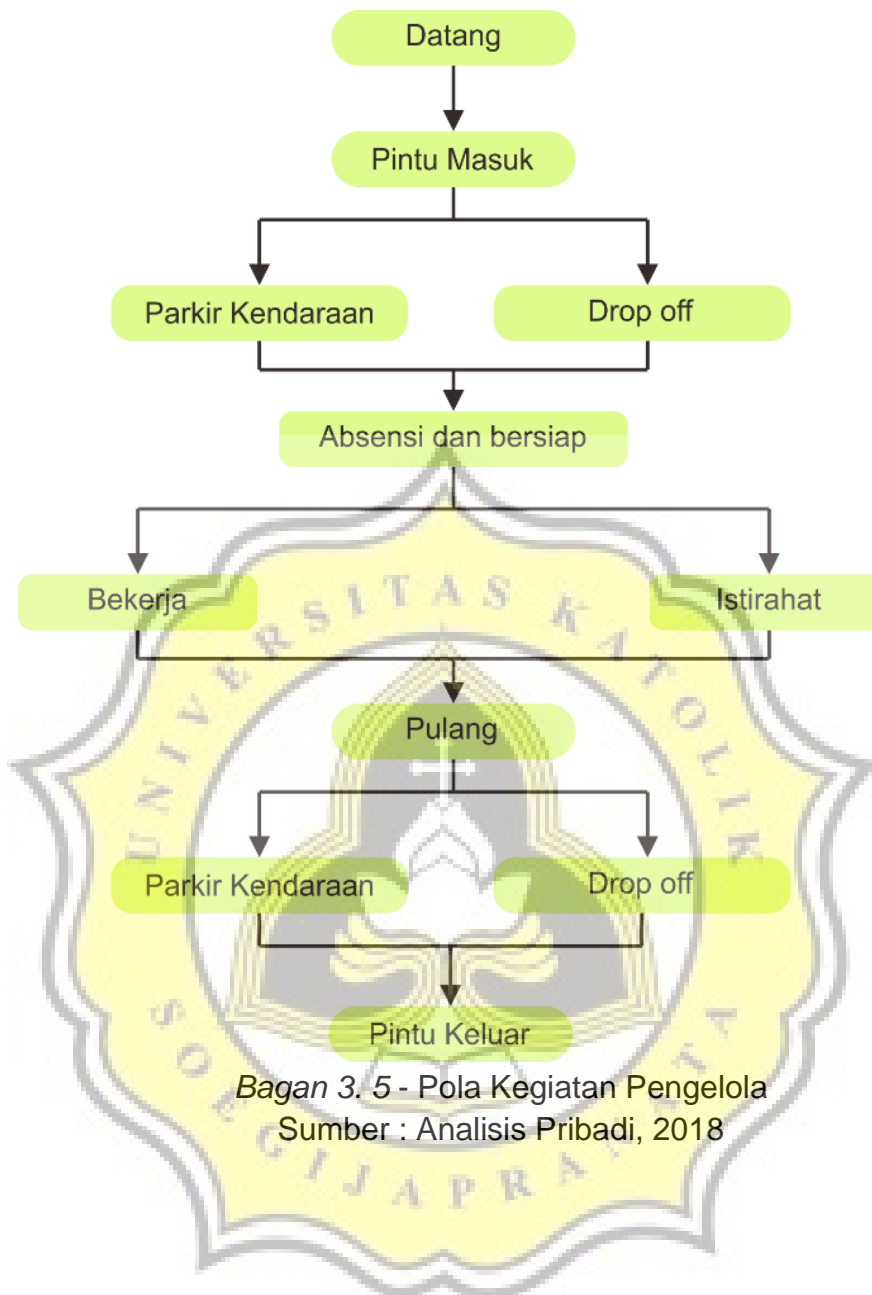 Datang
Pintu Masuk
Parkir Kendaraan
Drop off
Absensi dan bersiap
Bekerja
Istirahat
Pulang
Parkir Kendaraan
Drop off
Pintu Keluar
Bagan 3. 5 - Pola Kegiatan Pengelola
Sumber : Analisis Pribadi, 2018
UNIVERSITAS KATOLIK
SOEGIJAPRANATA